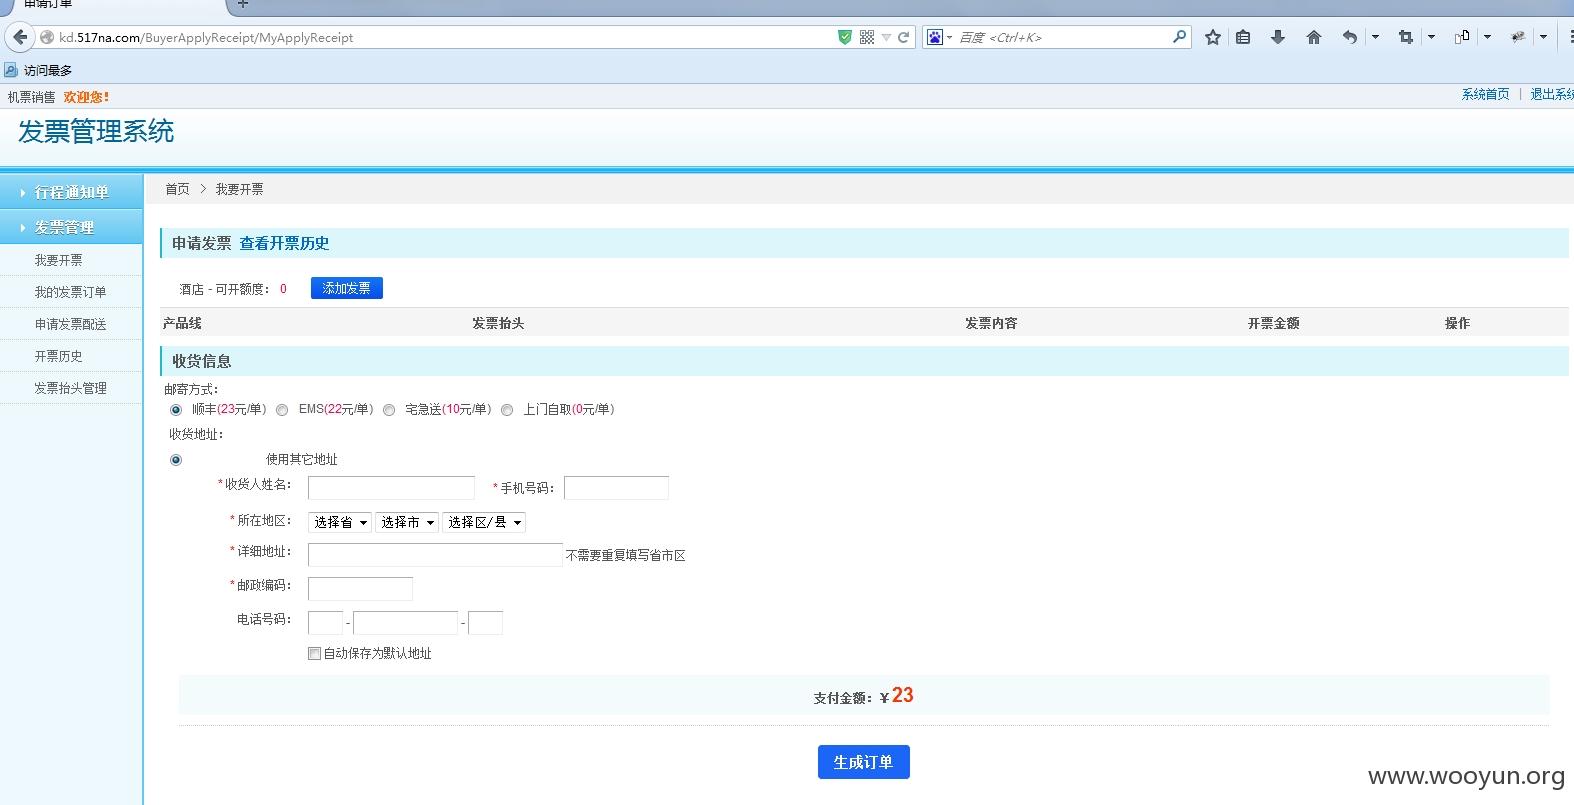 申请订单
kd.517na.com/BuyerApplyReceipt/MyApplyReceipt
百度 <Ctrl+K>
访问最多
机票销售 欢迎您！
系统首页 | 退出系统
发票管理系统
行程通知单
发票管理
我要开票
我的发票订单
申请发票配送
开票历史
发票抬头管理
首页 > 我要开票
申请发票 查看开票历史
酒店 - 可开额度： 0 添加发票
产品线 发票抬头 发票内容 开票金额 操作
收货信息
邮寄方式：
顺丰(23元/单) EMS(22元/单) 宅急送(10元/单) 上门自取(0元/单)
收货地址：
使用其它地址
*收货人姓名： *手机号码：
*所在地区： 选择省 选择市 选择区/县
*详细地址： 不需要重复填写省市区
*邮政编码：
电话号码： - -
自动保存为默认地址
支付金额：¥23
生成订单
www.wooyun.org